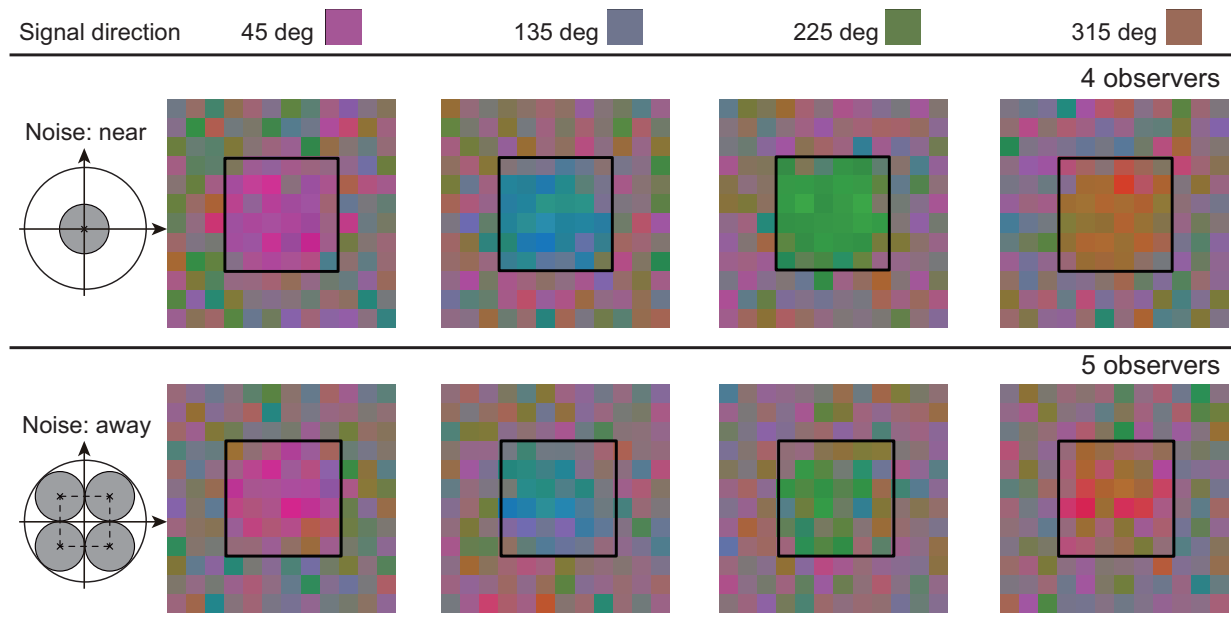 Signal direction 45 deg 135 deg 225 deg 315 deg
4 observers
Noise: near
5 observers
Noise: away